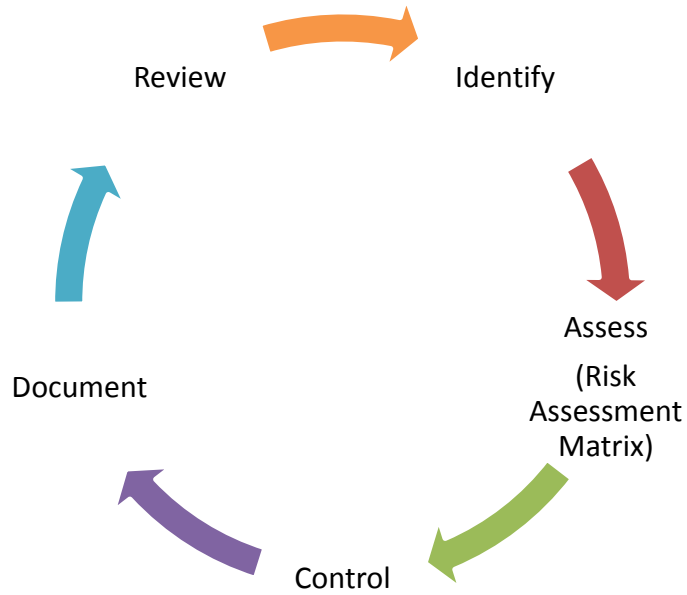 Review
Identify
Assess
(Risk
Assessment
Matrix)
Document
Control